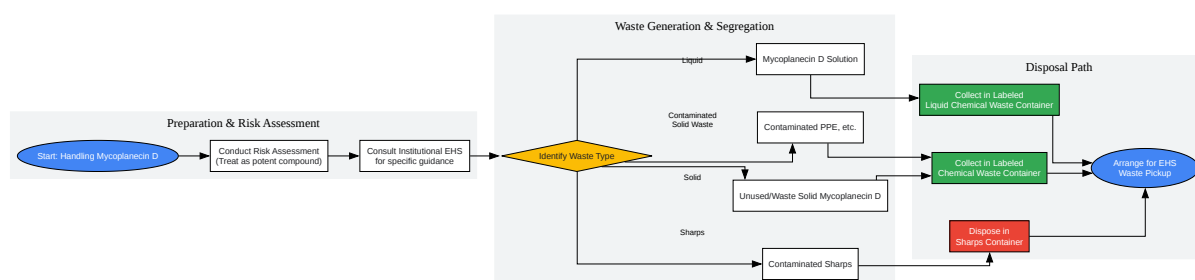 Preparation & Risk Assessment
Start: Handling Mycoplanecin D
Conduct Risk Assessment
(Treat as potent compound)
Consult Institutional EHS
for specific guidance
Waste Generation & Segregation
Identify Waste Type
Liquid
Contaminated
Solid Waste
Solid
Sharps
Mycoplanecin D Solution
Contaminated PPE, etc.
Unused/Waste Solid Mycoplanecin D
Contaminated Sharps
Disposal Path
Collect in Labeled
Liquid Chemical Waste Container
Collect in Labeled
Chemical Waste Container
Dispose in
Sharps Container
Arrange for EHS
Waste Pickup